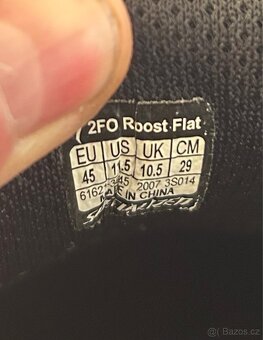 2FO Roost Flat
EU US UK CM
45 11.5 10.5 29
2007 3S014
MADE IN CHINA
Bazos.cz